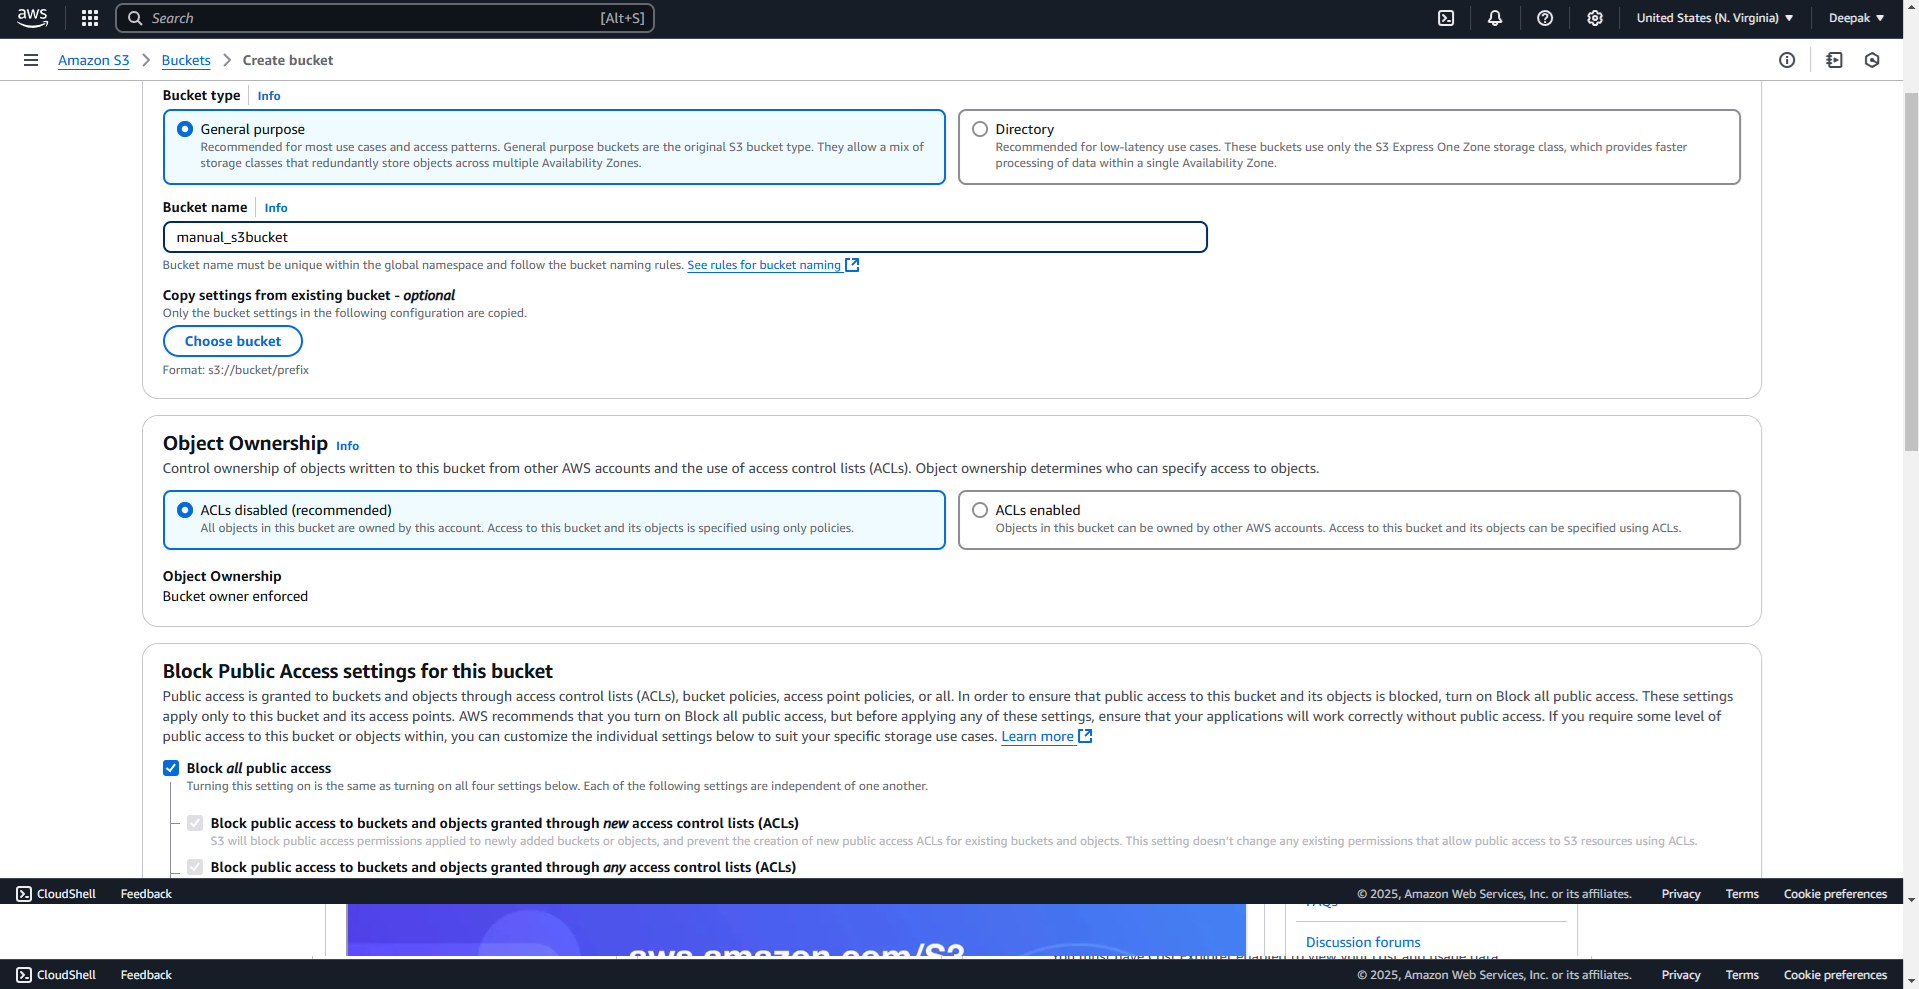 aws
Search
[Alt+S]
United States (N. Virginia)
Deepak
Amazon S3
Buckets
Create bucket
Bucket type
Info
General purpose
Recommended for most use cases and access patterns. General purpose buckets are the original S3 bucket type. They allow a mix of
storage classes that redundantly store objects across multiple Availability Zones.
Directory
Recommended for low-latency use cases. These buckets use only the S3 Express One Zone storage class, which provides faster
processing of data within a single Availability Zone.
Bucket name
Info
manual_s3bucket
Bucket name must be unique within the global namespace and follow the bucket naming rules. See rules for bucket naming
Copy settings from existing bucket - optional
Only the bucket settings in the following configuration are copied.
Choose bucket
Format: s3://bucket/prefix
Object Ownership Info
Control ownership of objects written to this bucket from other AWS accounts and the use of access control lists (ACLs). Object ownership determines who can specify access to objects.
ACLs disabled (recommended)
All objects in this bucket are owned by this account. Access to this bucket and its objects is specified using only policies.
ACLs enabled
Objects in this bucket can be owned by other AWS accounts. Access to this bucket and its objects can be specified using ACLs.
Object Ownership
Bucket owner enforced
Block Public Access settings for this bucket
Public access is granted to buckets and objects through access control lists (ACLs), bucket policies, access point policies, or all. In order to ensure that public access to this bucket and its objects is blocked, turn on Block all public access. These settings
apply only to this bucket and its access points. AWS recommends that you turn on Block all public access, but before applying any of these settings, ensure that your applications will work correctly without public access. If you require some level of
public access to this bucket or objects within, you can customize the individual settings below to suit your specific storage use cases. Learn more
Block all public access
Turning this setting on is the same as turning on all four settings below. Each of the following settings are independent of one another.
Block public access to buckets and objects granted through new access control lists (ACLs)
S3 will block public access permissions applied to newly added buckets or objects, and prevent the creation of new public access ACLs for existing buckets and objects. This setting doesn't change any existing permissions that allow public access to S3 resources using ACLs.
Block public access to buckets and objects granted through any access control lists (ACLs)
CloudShell
Feedback
© 2025, Amazon Web Services, Inc. or its affiliates.
Privacy
Terms
Cookie preferences
FAQs
aws.amazon.com/S3
Discussion forums
You must have Cost Explorer enabled to view your cost and usage data
CloudShell
Feedback
© 2025, Amazon Web Services, Inc. or its affiliates.
Privacy
Terms
Cookie preferences